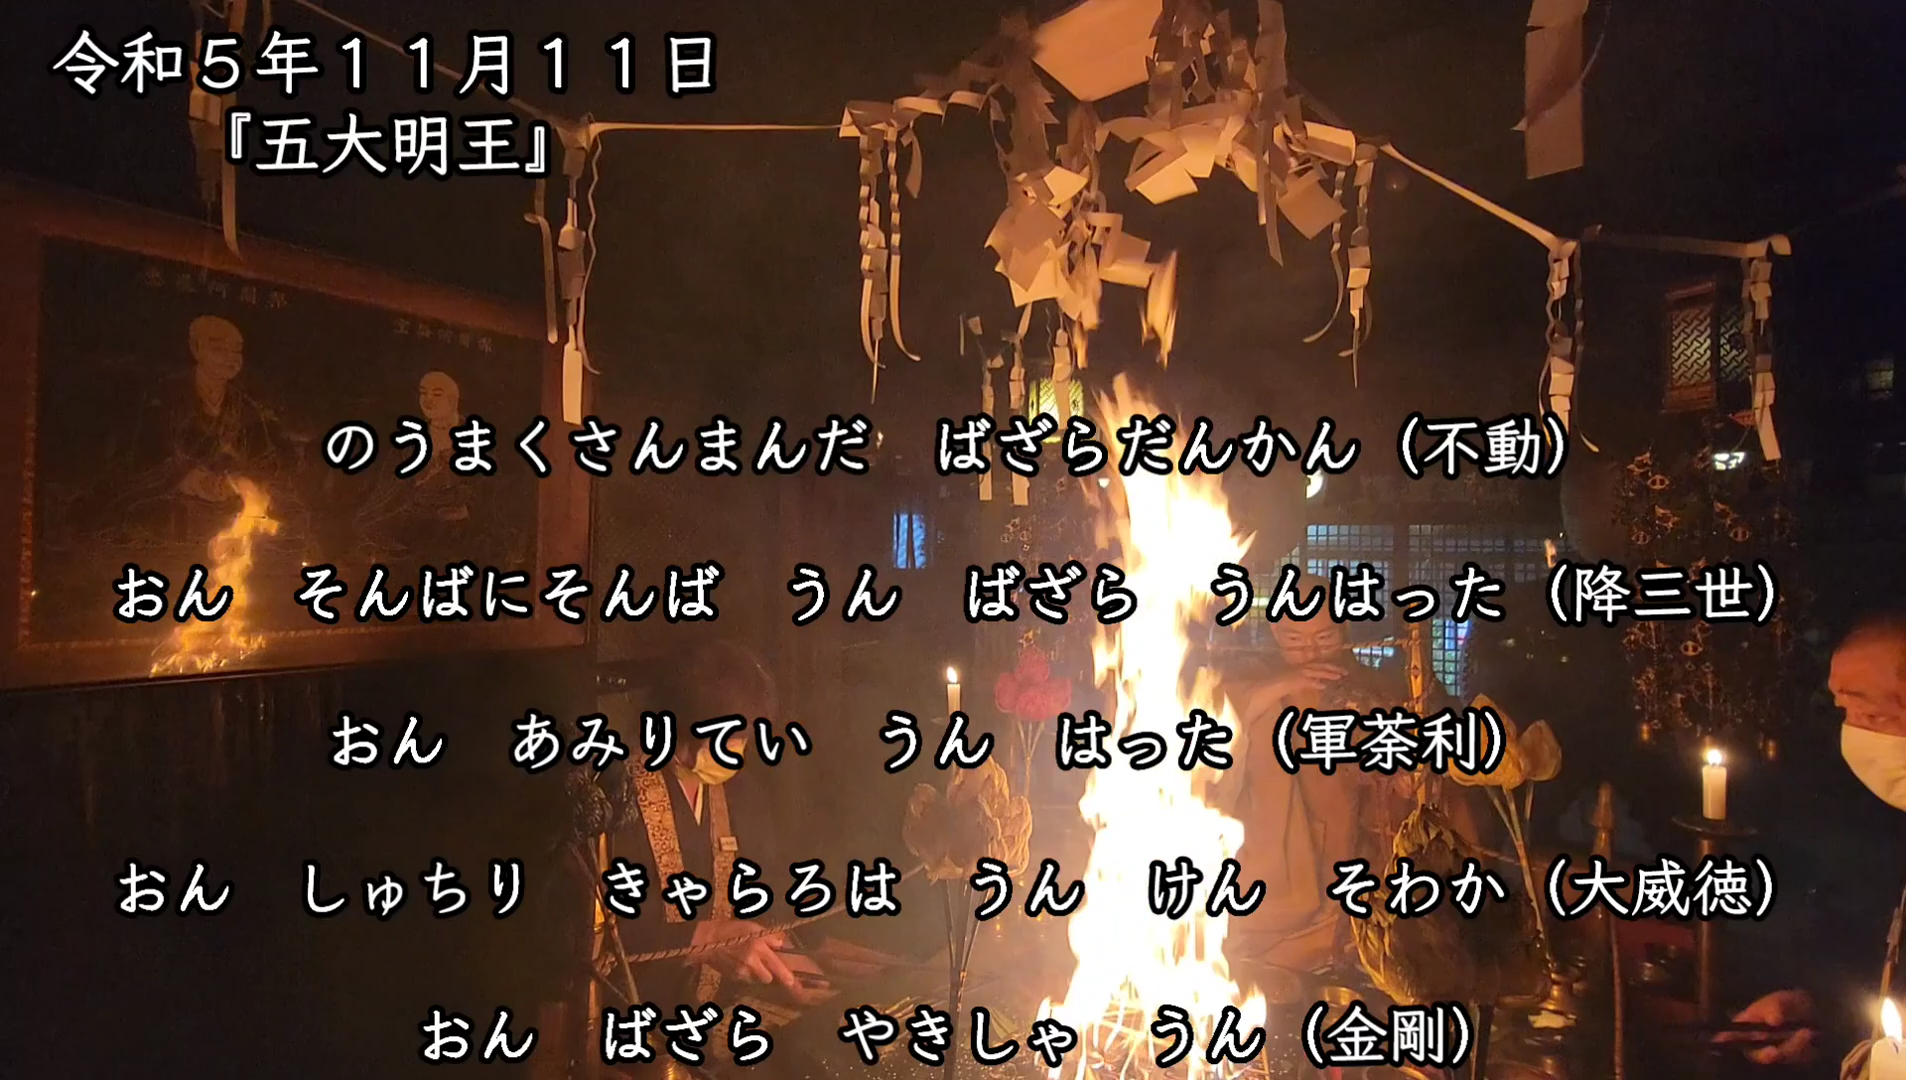 令和５年１１月１１日
『五大明王』
のうまくさんまんだ　ばざらだんかん（不動）
おん　そんばにそんば　うん　ばざら　うんはった（降三世）
おん　あみりてい　うん　はった（軍荼利）
おん　しゅちり　きゃらろは　うん　けん　そわか（大威徳）
おん　ばざら　やきしゃ　うん（金剛）